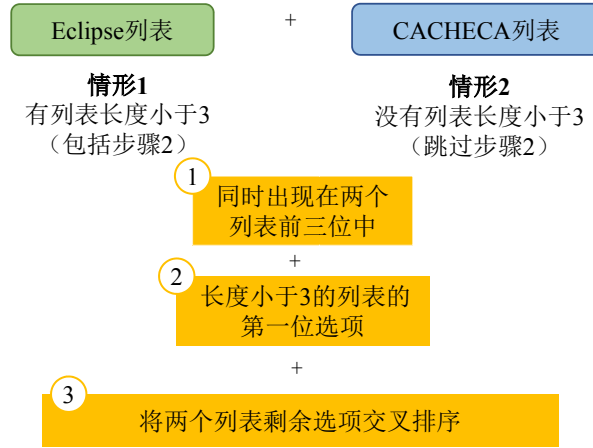 Eclipse列表
+
CACHECA列表
情形1
有列表长度小于3
（包括步骤2）
情形2
没有列表长度小于3
（跳过步骤2）
1
同时出现在两个
列表前三位中
+
2
长度小于3的列表的
第一位选项
+
3
将两个列表剩余选项交叉排序